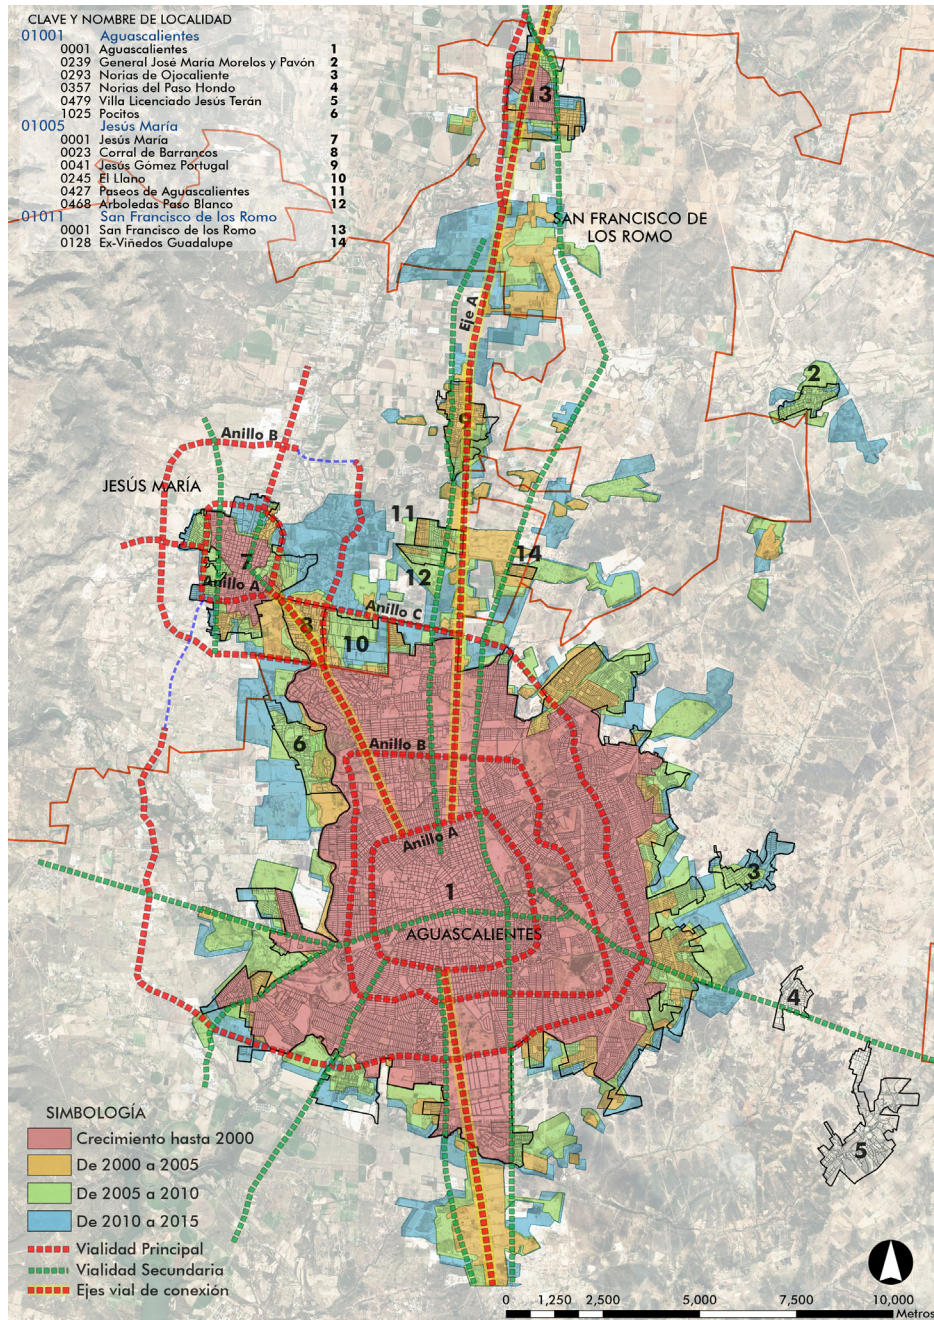 CLAVE Y NOMBRE DE LOCALIDAD
01001 Aguascalientes
0001 Aguascalientes 1
0239 General José María Morelos y Pavón 2
0293 Norias de Ojocaliente 3
0357 Norias del Paso Hondo 4
0479 Villa Licenciado Jesús Terán 5
1025 Pocitos 6
01005 Jesús María
0001 Jesús María 7
0023 Corral de Barrancos 8
0041 Jesús Gómez Portugal 9
0245 El Llano 10
0427 Paseos de Aguascalientes 11
0468 Arboledas Paso Blanco 12
01011 San Francisco de los Romo
0001 San Francisco de los Romo 13
0128 Ex-Viñedos Guadalupe 14
13
SAN FRANCISCO DE
LOS ROMO
Eje A
2
9
Anillo B
JESÚS MARÍA
11
14
7
12
Anillo A
Anillo C
8
10
6
Anillo B
Anillo A
3
1
AGUASCALIENTES
4
5
SIMBOLOGÍA
Crecimiento hasta 2000
De 2000 a 2005
De 2005 a 2010
De 2010 a 2015
Vialidad Principal
Vialidad Secundaria
Ejes vial de conexión
0 1,250 2,500 5,000 7,500 10,000
Metros